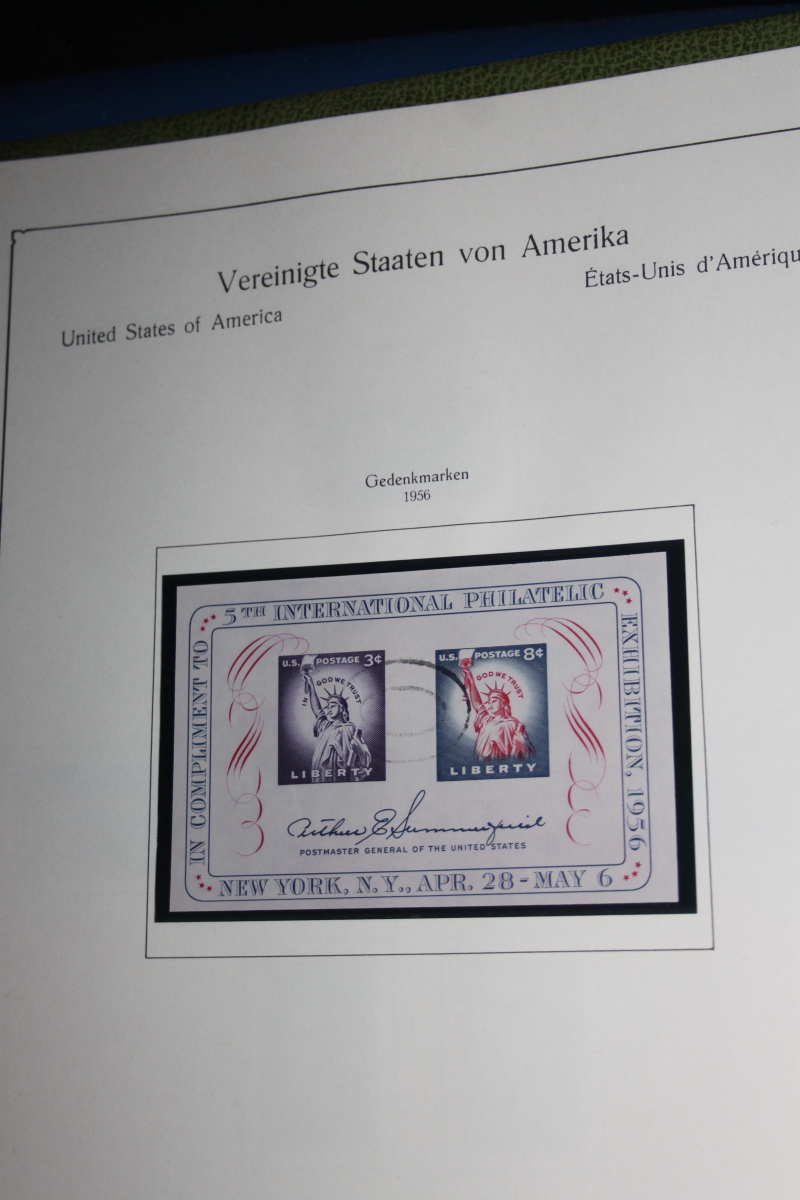 Vereinigte Staaten von Amerika
United States of America
États-Unis d'Amériqu
Gedenkmarken
1956
5TH INTERNATIONAL PHILATELIC
EXHIBITION, 1956
IN COMPLIMENT TO
U.S. POSTAGE 3¢
IN GOD WE TRUST
LIBERTY
U.S. POSTAGE 8¢
IN GOD WE TRUST
LIBERTY
Arthur E Summerfield
POSTMASTER GENERAL OF THE UNITED STATES
NEW YORK, N.Y., APR. 28-MAY 6